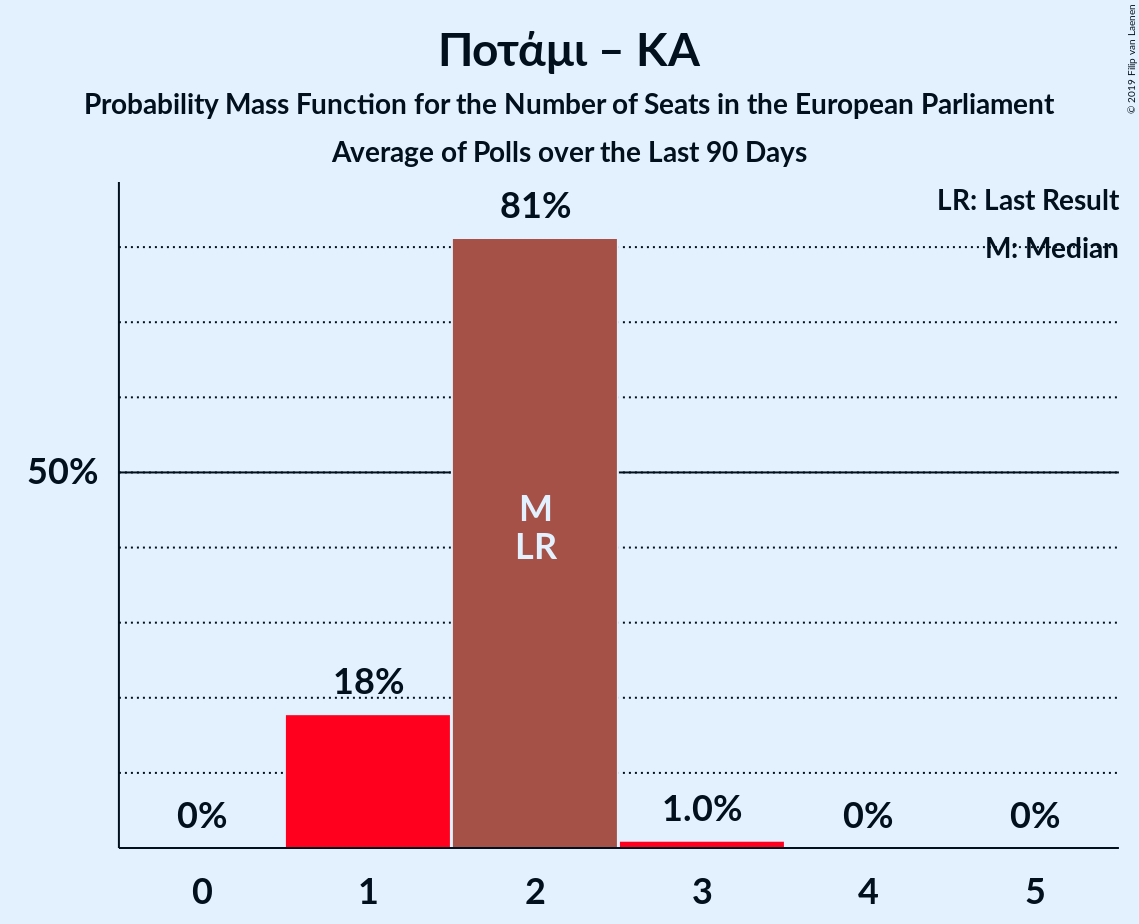 Ποτάμι – ΚΑ
Probability Mass Function for the Number of Seats in the European Parliament
Average of Polls over the Last 90 Days
© 2019 Filip van Laenen
LR: Last Result
M: Median
81%
50%
M
LR
18%
0%
1.0%
0%
0%
0 1 2 3 4 5